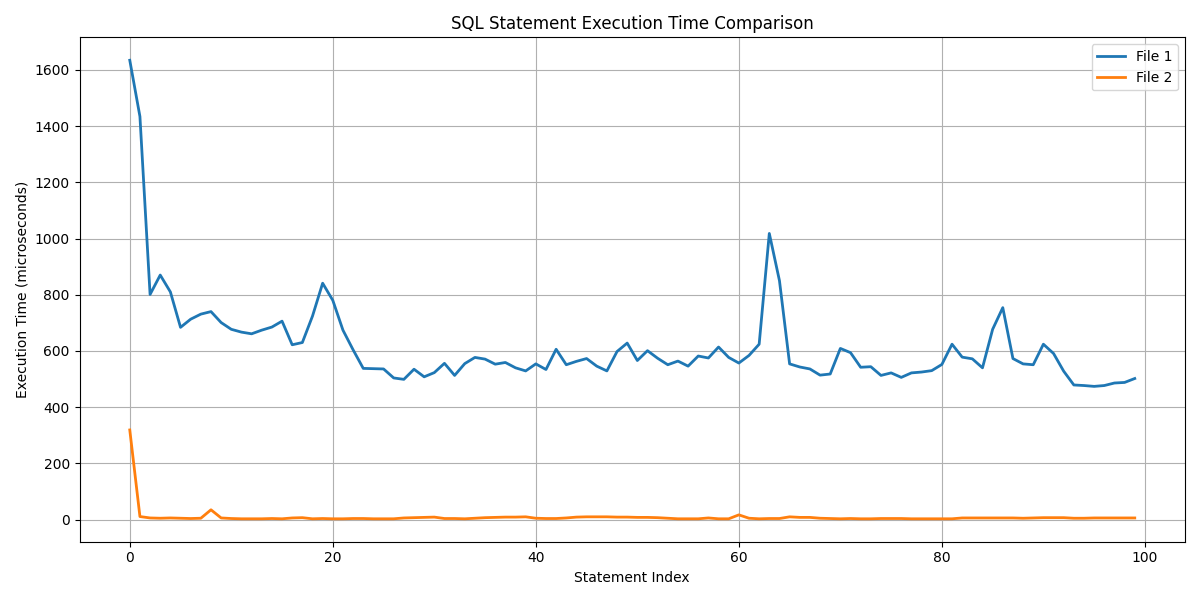 SQL Statement Execution Time Comparison
File 1
File 2
Execution Time (microseconds)
1600
1400
1200
1000
800
600
400
200
0
0 20 40 60 80 100
Statement Index